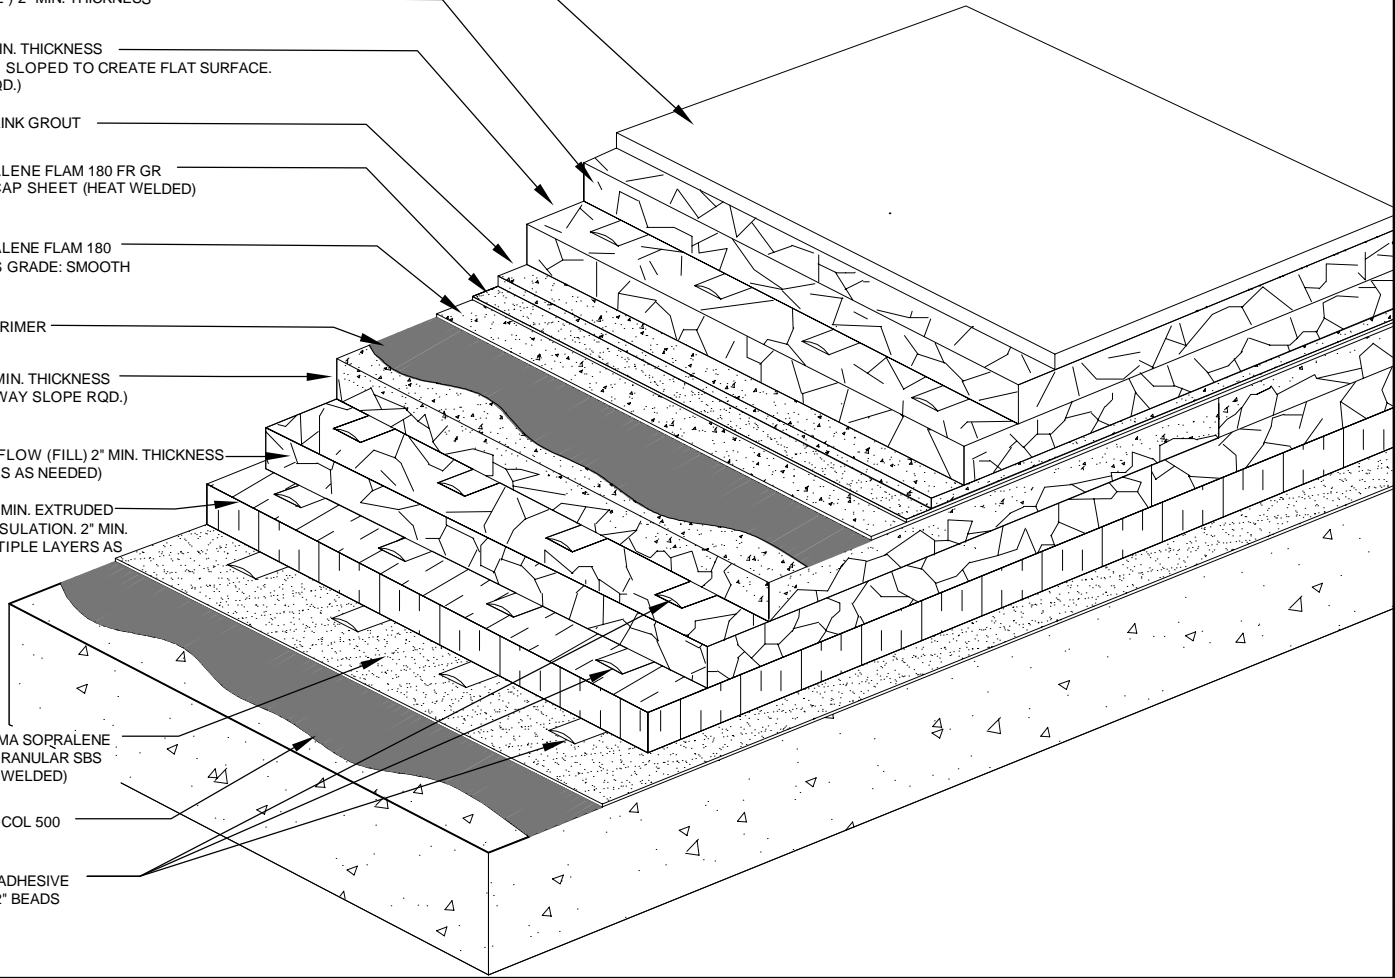 2" MIN. THICKNESS
MIN. THICKNESS
SLOPED TO CREATE FLAT SURFACE.
QD.)
INK GROUT
ALENE FLAM 180 FR GR
CAP SHEET (HEAT WELDED)
ALENE FLAM 180
S GRADE: SMOOTH
RIMER
MIN. THICKNESS
WAY SLOPE RQD.)
FLOW (FILL) 2" MIN. THICKNESS
S AS NEEDED)
MIN. EXTRUDED
SULATION. 2" MIN.
TIPLE LAYERS AS
MA SOPRALENE
RANULAR SBS
WELDED)
COL 500
ADHESIVE
2" BEADS